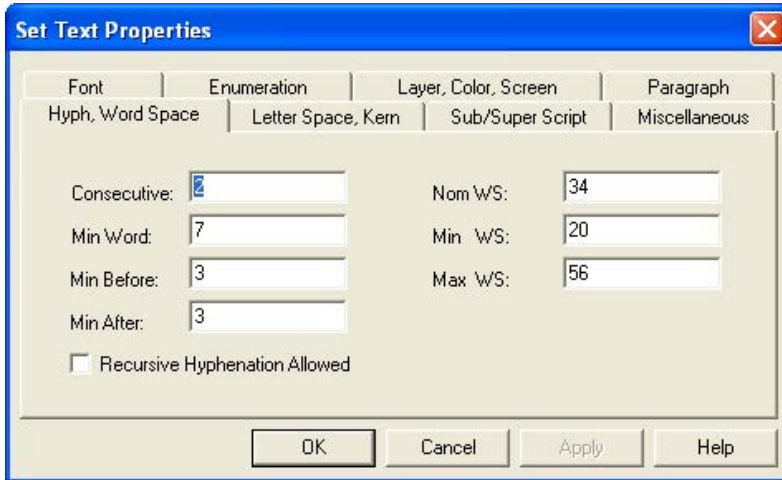 Set Text Properties
Font Enumeration Layer, Color, Screen Paragraph
Hyph, Word Space Letter Space, Kern Sub/Super Script Miscellaneous
Consecutive: 2 Nom WS: 34
Min Word: 7 Min WS: 20
Min Before: 3 Max WS: 56
Min After: 3
Recursive Hyphenation Allowed
OK Cancel Apply Help